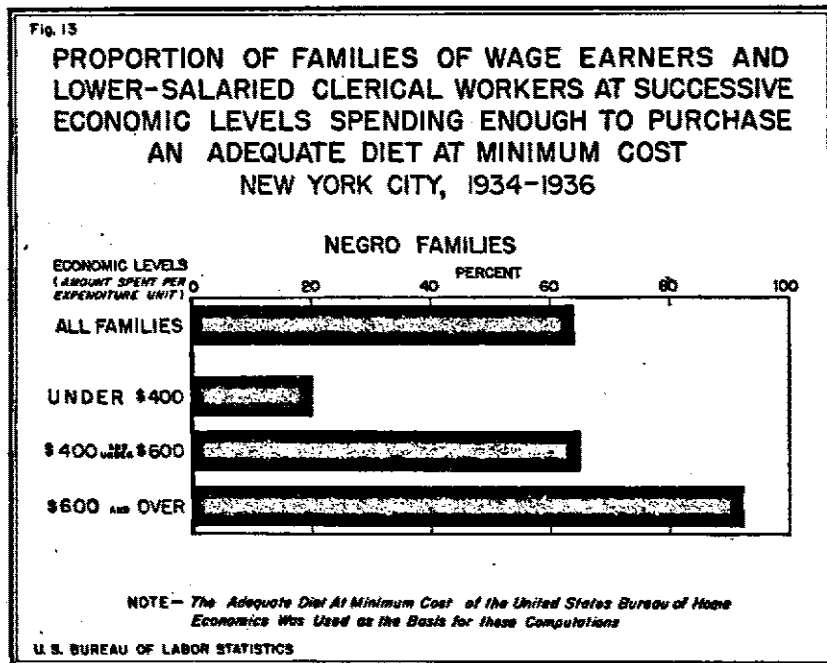 Fig. 13
PROPORTION OF FAMILIES OF WAGE EARNERS AND
LOWER-SALARIED CLERICAL WORKERS AT SUCCESSIVE
ECONOMIC LEVELS SPENDING ENOUGH TO PURCHASE
AN ADEQUATE DIET AT MINIMUM COST
NEW YORK CITY, 1934-1936
NEGRO FAMILIES
ECONOMIC LEVELS
(AMOUNT SPENT PER
EXPENDITURE UNIT)
PERCENT
0 20 40 60 80 100
ALL FAMILIES
UNDER $400
$400 AND UNDER $600
$600 AND OVER
NOTE— The Adequate Diet At Minimum Cost of the United States Bureau of Home
Economics Was Used as the Basis for these Computations
U. S. BUREAU OF LABOR STATISTICS